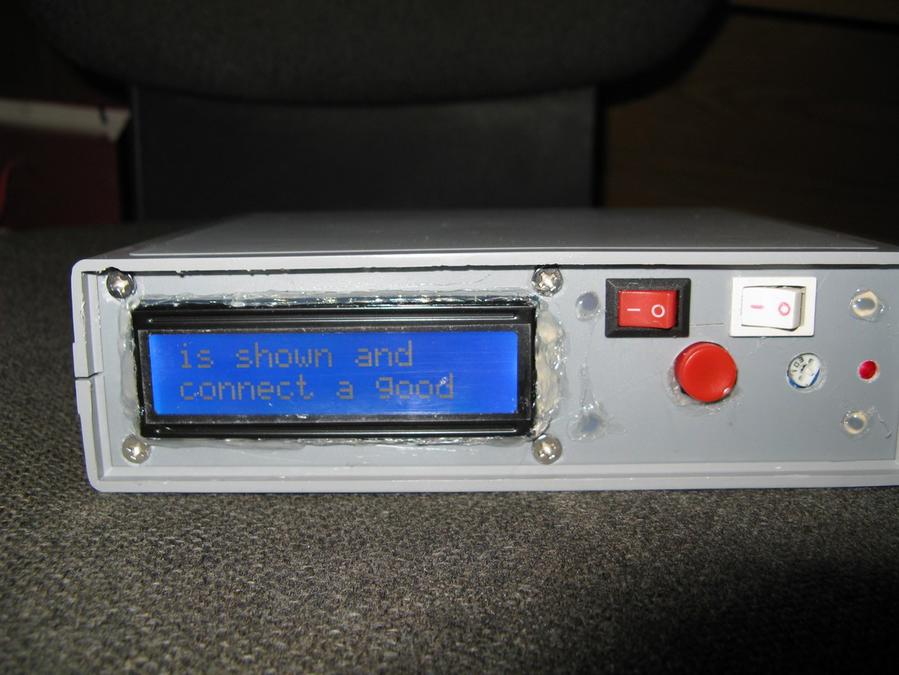 is shown and
connect a good